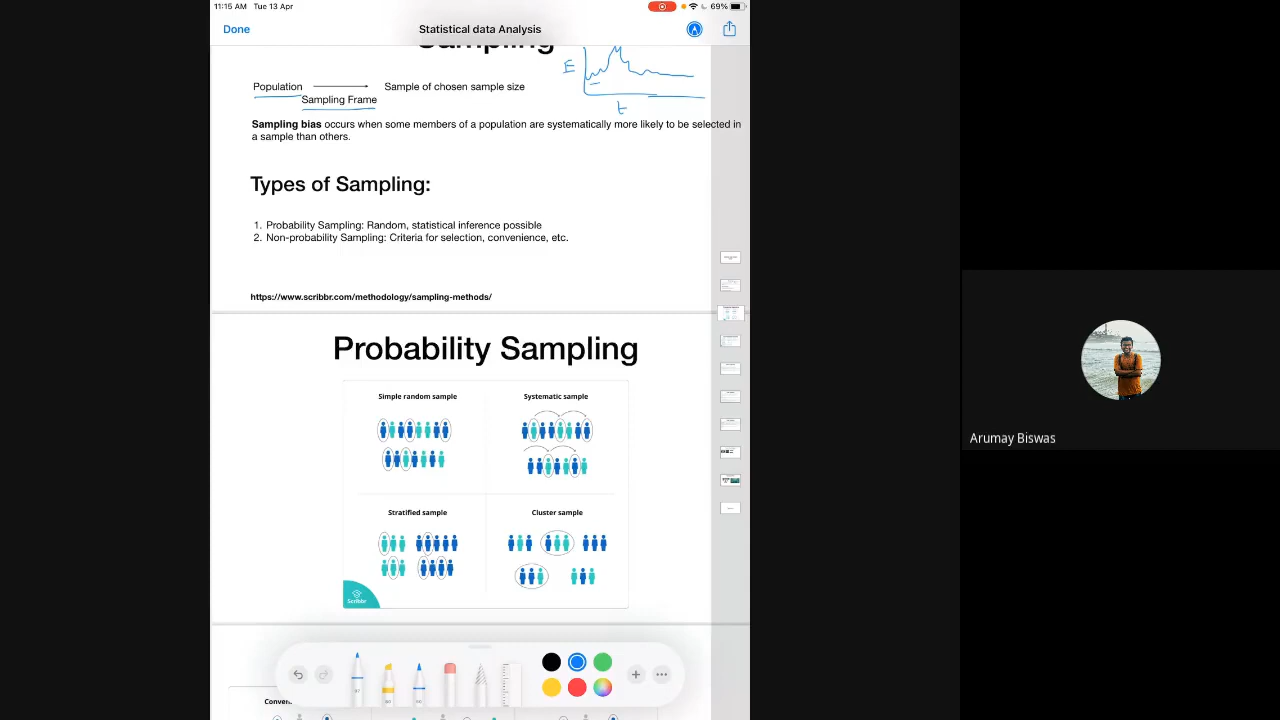 11:15 AM Tue 13 Apr
69%
Done
Statistical data Analysis
Sampling
E
Population
Sample of chosen sample size
Sampling Frame
t
Sampling bias occurs when some members of a population are systematically more likely to be selected in
a sample than others.
Types of Sampling:
1. Probability Sampling: Random, statistical inference possible
2. Non-probability Sampling: Criteria for selection, convenience, etc.
https://www.scribbr.com/methodology/sampling-methods/
Probability Sampling
Simple random sample
Systematic sample
Stratified sample
Cluster sample
Scribbr
Arumay Biswas